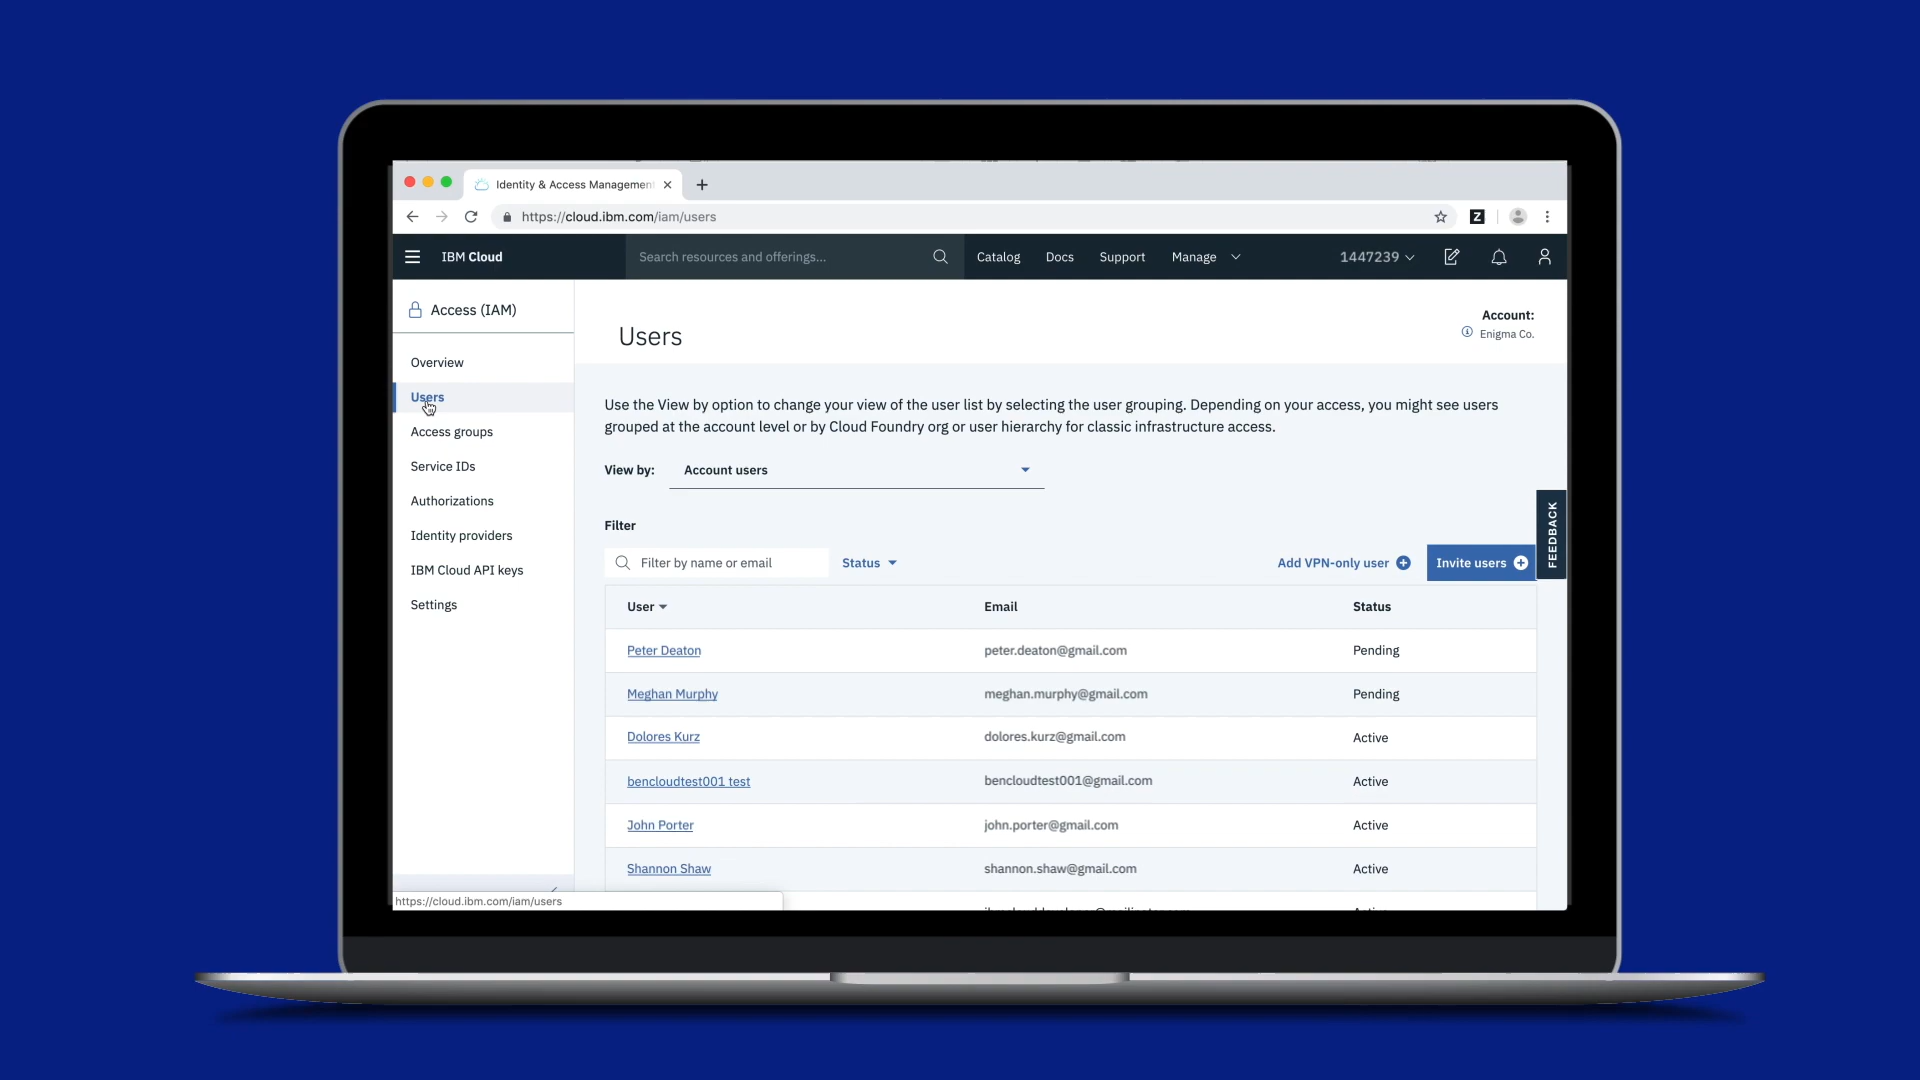 Identity & Access Management
https://cloud.ibm.com/iam/users
Z
IBM Cloud
Search resources and offerings...
Catalog
Docs
Support
Manage
1447239
Access (IAM)
Overview
Users
Access groups
Service IDs
Authorizations
Identity providers
IBM Cloud API keys
Settings
Users
Account:
Enigma Co.
Use the View by option to change your view of the user list by selecting the user grouping. Depending on your access, you might see users
grouped at the account level or by Cloud Foundry org or user hierarchy for classic infrastructure access.
View by: Account users
Filter
Filter by name or email
Status
Add VPN-only user
Invite users
FEEDBACK
User Email Status
Peter Deaton peter.deaton@gmail.com Pending
Meghan Murphy meghan.murphy@gmail.com Pending
Dolores Kurz dolores.kurz@gmail.com Active
bencloudtest001 test bencloudtest001@gmail.com Active
John Porter john.porter@gmail.com Active
Shannon Shaw shannon.shaw@gmail.com Active
https://cloud.ibm.com/iam/users